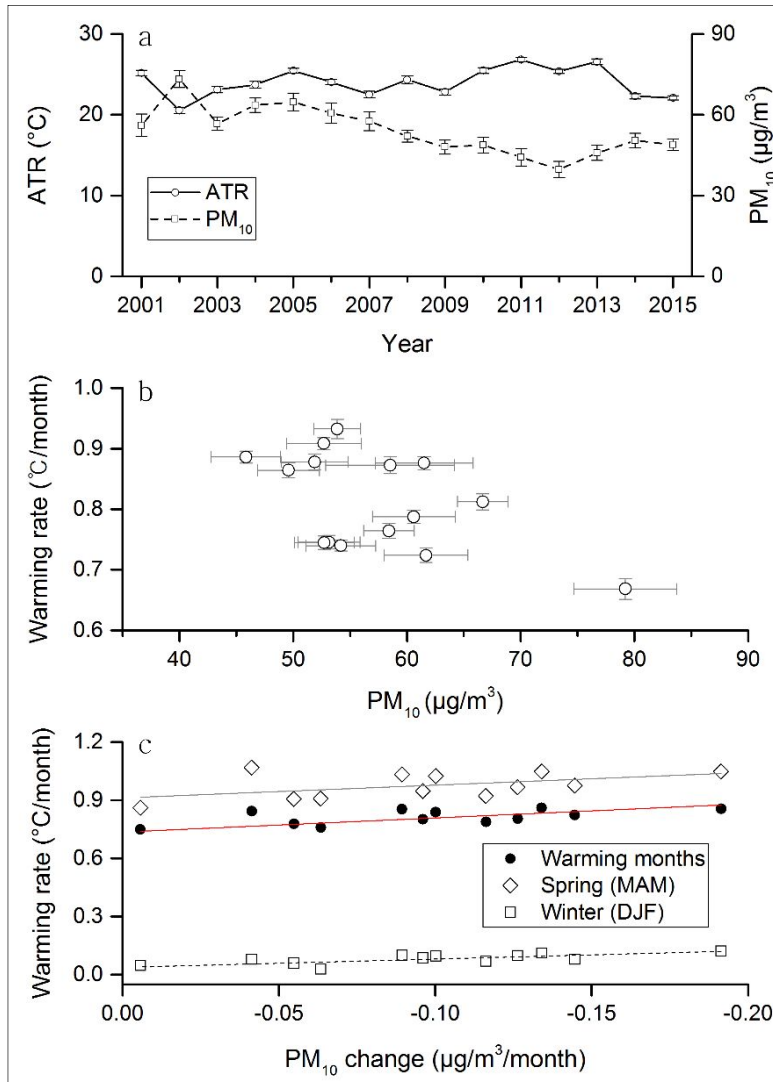 a
30
20
10
0
ATR (°C)
90
60
30
0
PM₁₀ (µg/m³)
ATR
PM₁₀
2001 2003 2005 2007 2009 2011 2013 2015
Year
b
1.0
0.9
0.8
0.7
0.6
Warming rate (℃/month)
40 50 60 70 80 90
PM₁₀ (µg/m³)
c
1.2
0.9
0.6
0.3
0.0
Warming rate (°C/month)
Warming months
Spring (MAM)
Winter (DJF)
0.00 -0.05 -0.10 -0.15 -0.20
PM₁₀ change (µg/m³/month)